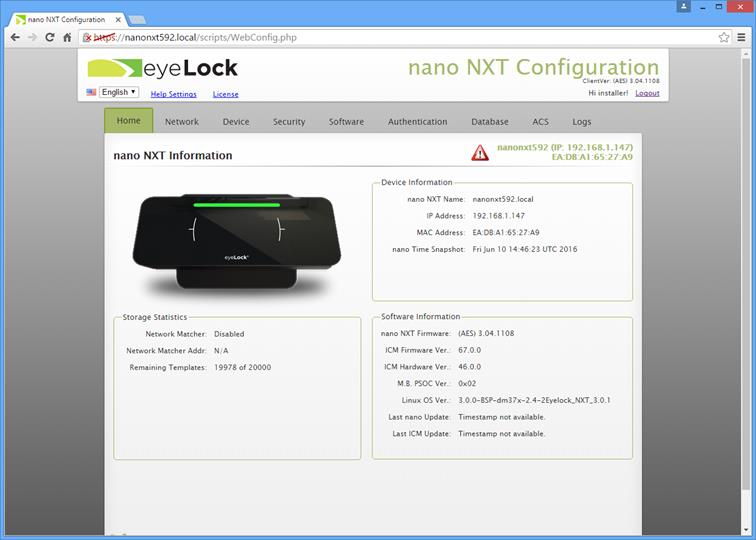 nano NXT Configuration
https://nanonxt592.local/scripts/WebConfig.php
eyeLock
nano NXT Configuration
ClientVer: (AES) 3.04.1108
English
Help Settings
License
Hi installer! Logout
Home Network Device Security Software Authentication Database ACS Logs
nano NXT Information
nanonxt592 (IP: 192.168.1.147)
EA:DB:A1:65:27:A9
eyeLock
Device Information
nano NXT Name: nanonxt592.local
IP Address: 192.168.1.147
MAC Address: EA:DB:A1:65:27:A9
nano Time Snapshot: Fri Jun 10 14:46:23 UTC 2016
Storage Statistics
Network Matcher: Disabled
Network Matcher Addr: N/A
Remaining Templates: 19978 of 20000
Software Information
nano NXT Firmware: (AES) 3.04.1108
ICM Firmware Ver.: 67.0.0
ICM Hardware Ver.: 46.0.0
M.B. PSOC Ver.: 0x02
Linux OS Ver.: 3.0.0-BSP-dm37x-2.4-2Eyelock_NXT_3.0.1
Last nano Update: Timestamp not available.
Last ICM Update: Timestamp not available.